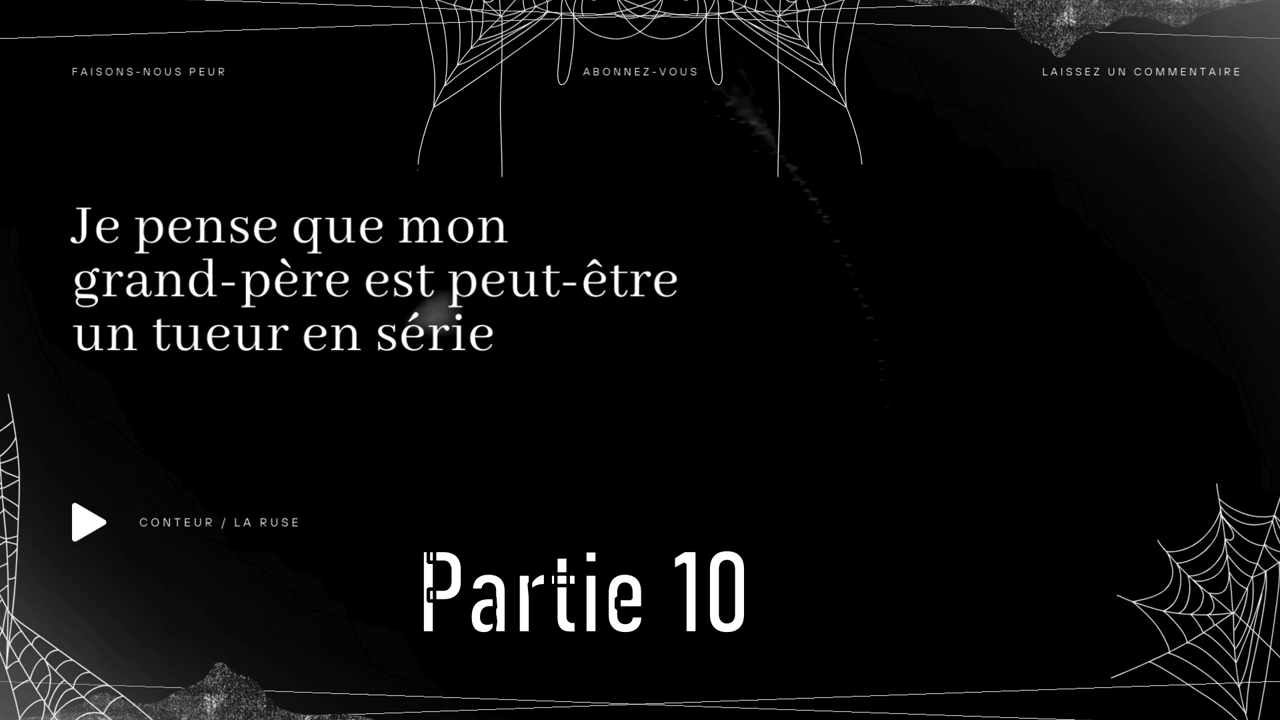 FAISONS-NOUS PEUR
ABONNEZ-VOUS
LAISSEZ UN COMMENTAIRE
Je pense que mon
grand-père est peut-être
un tueur en série
CONTEUR / LA RUSE
Partie 10